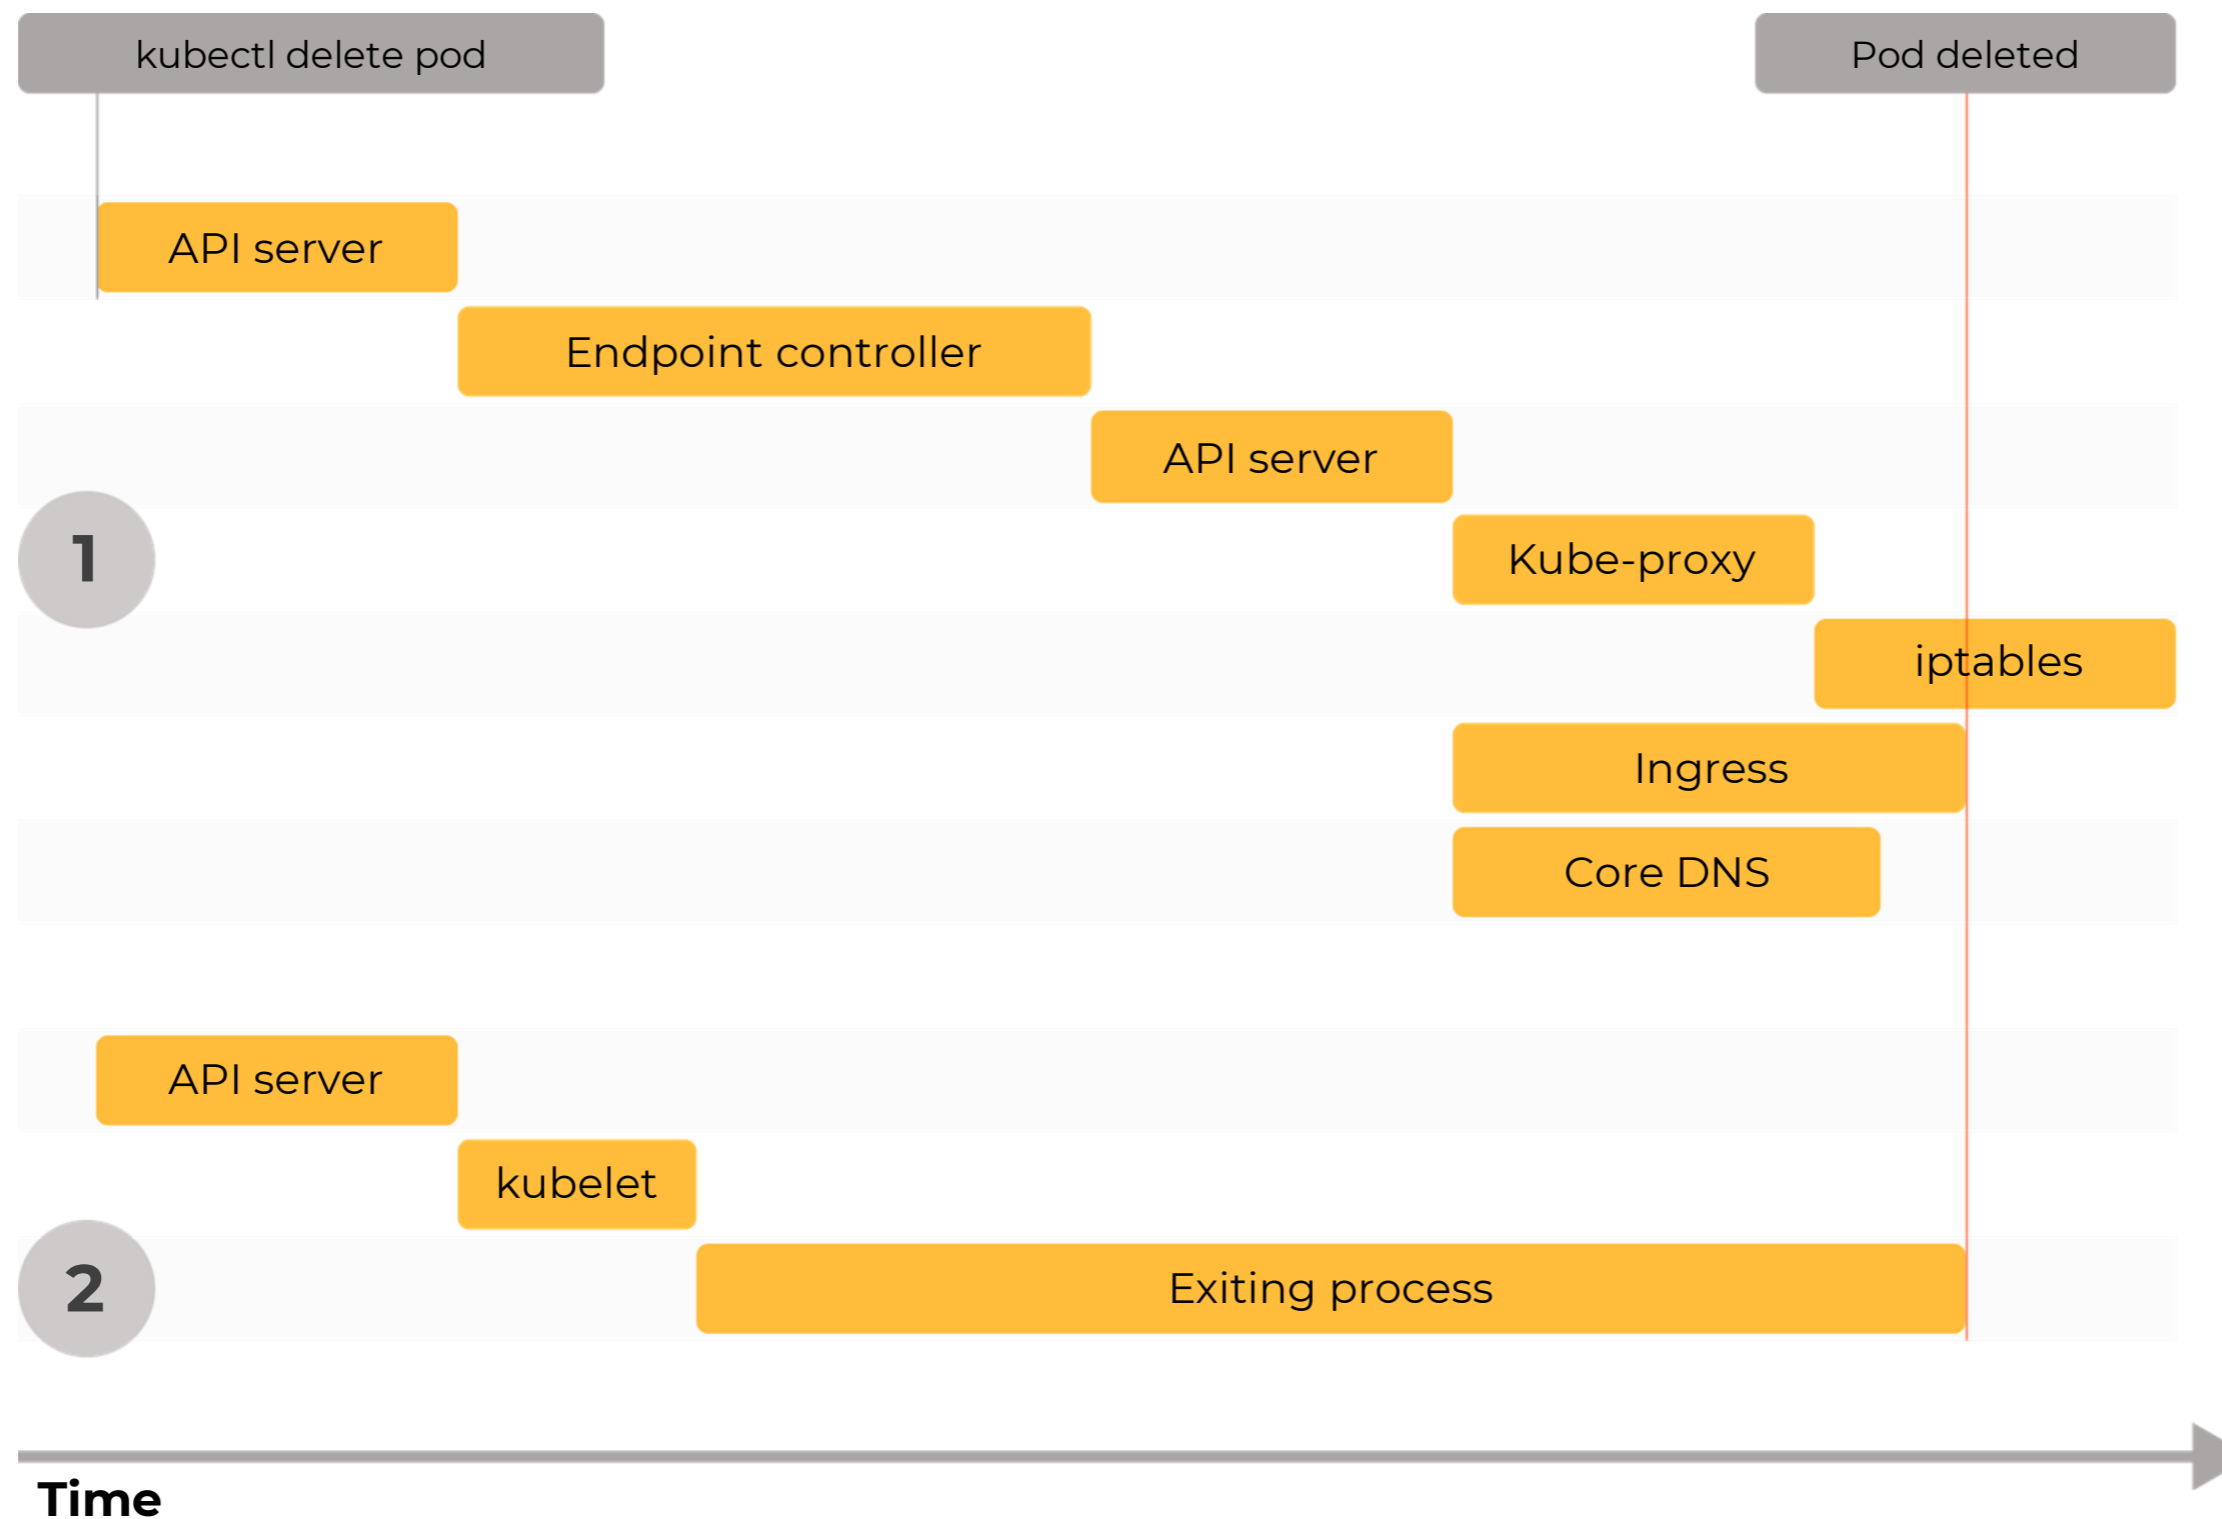 kubectl delete pod
Pod deleted
API server
Endpoint controller
API server
1
Kube-proxy
iptables
Ingress
Core DNS
API server
kubelet
2
Exiting process
Time